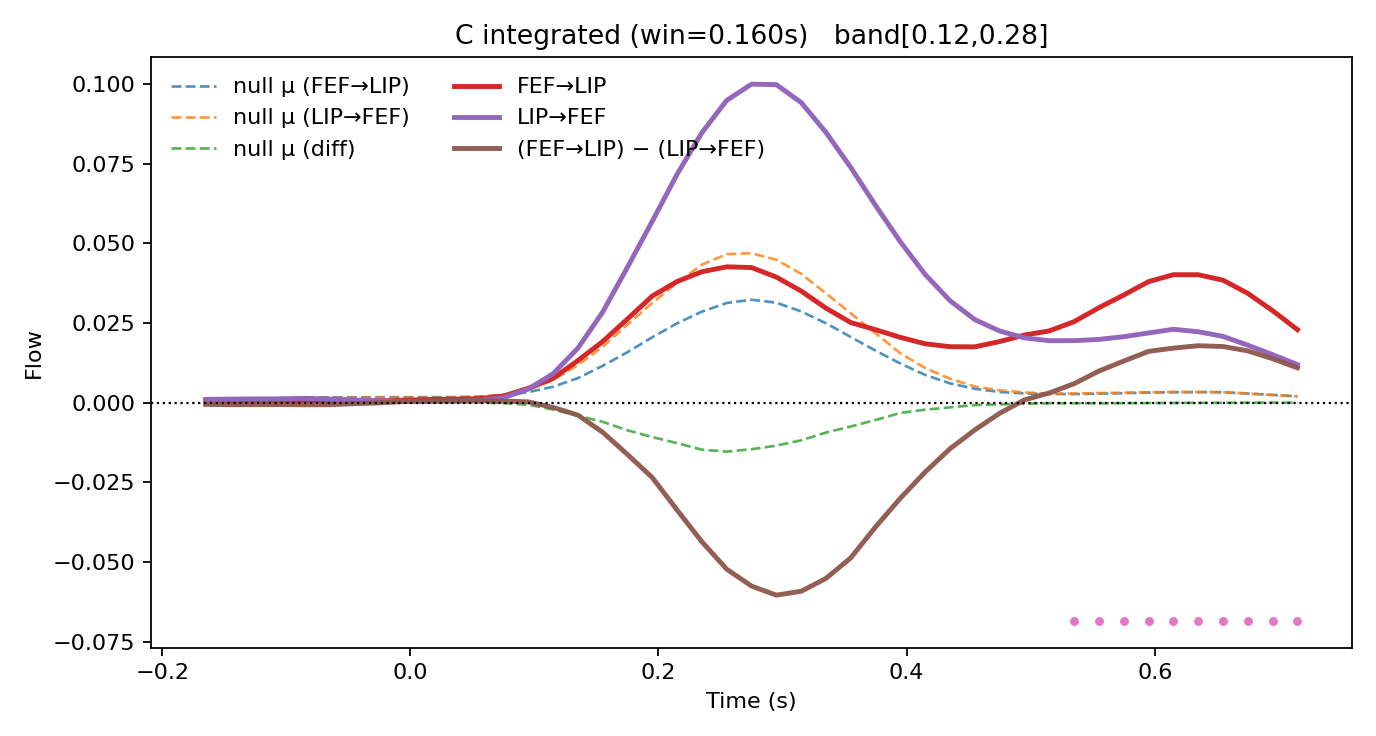 C integrated (win=0.160s)   band[0.12,0.28]
null μ (FEF→LIP)
null μ (LIP→FEF)
null μ (diff)
FEF→LIP
LIP→FEF
(FEF→LIP) − (LIP→FEF)
Flow
0.100
0.075
0.050
0.025
0.000
−0.025
−0.050
−0.075
−0.2
0.0
0.2
0.4
0.6
Time (s)